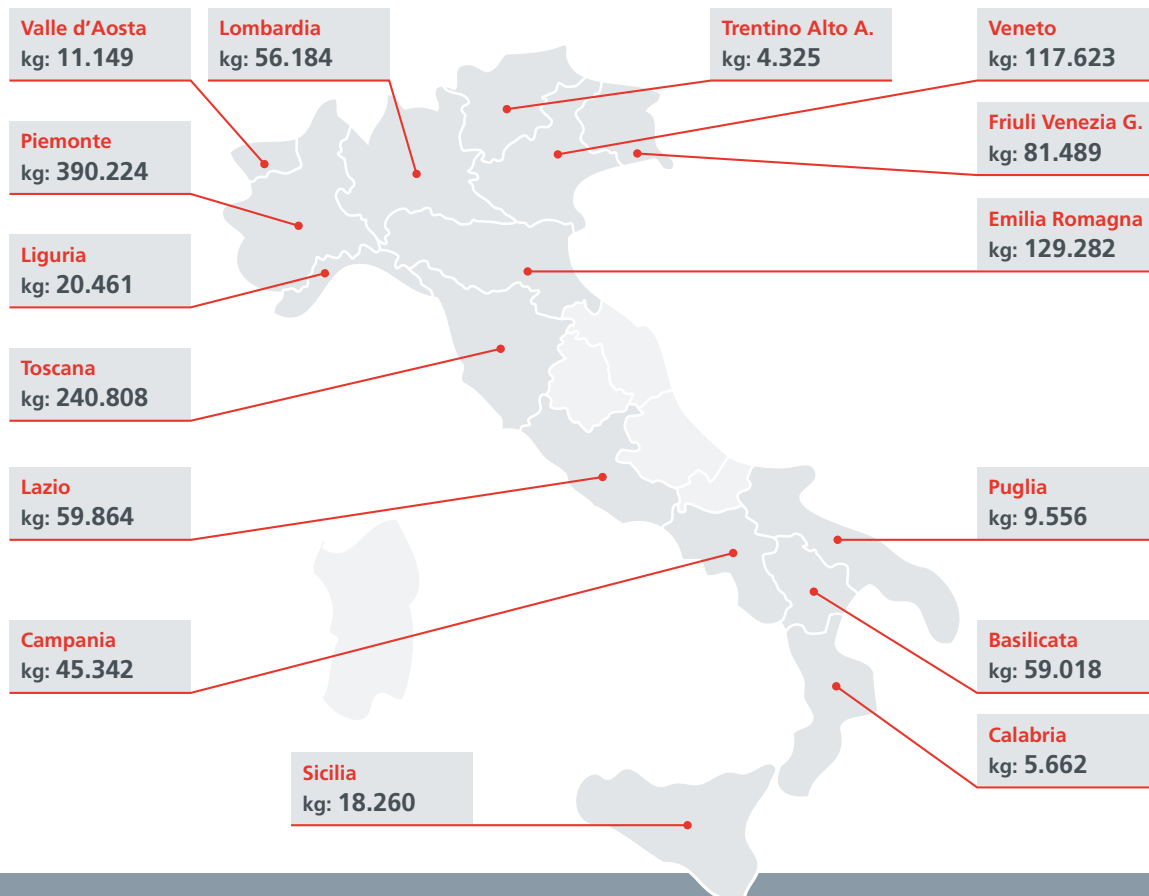 Valle d’Aosta
kg: 11.149
Lombardia
kg: 56.184
Trentino Alto A.
kg: 4.325
Veneto
kg: 117.623
Piemonte
kg: 390.224
Friuli Venezia G.
kg: 81.489
Liguria
kg: 20.461
Emilia Romagna
kg: 129.282
Toscana
kg: 240.808
Lazio
kg: 59.864
Puglia
kg: 9.556
Campania
kg: 45.342
Basilicata
kg: 59.018
Calabria
kg: 5.662
Sicilia
kg: 18.260